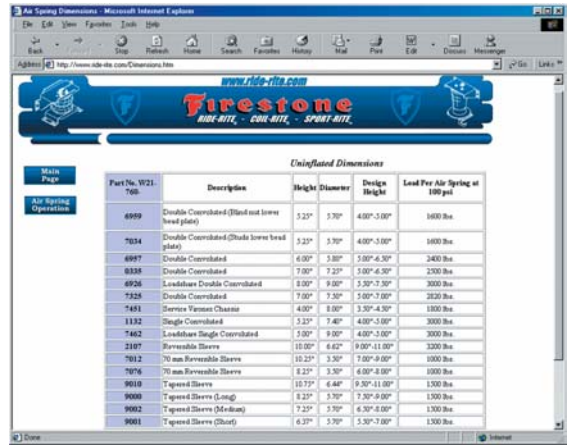 Air Spring Dimensions - Microsoft Internet Explorer
File Edit View Favorites Tools Help
Back Stop Refresh Home Search Favorites History Mail Print Edit Discuss Messenger
Address http://www.ride-rite.com/Dimensions.htm Go Links
www.ride-rite.com
Firestone
RIDE-RITE, - COIL-RITE, - SPORT-RITE,
Main Page
Air Spring Operation
Uninflated Dimensions
Part No. W21-760- Description Height Diameter Design Height Load Per Air Spring at 100 psi
6959 Double Convoluted (Blind nut lower bead plate) 5.25" 5.70" 4.00"-5.00" 1600 lbs.
7034 Double Convoluted (Studs lower bead plate) 5.25" 5.70" 4.00"-5.00" 1600 lbs.
6957 Double Convoluted 6.00" 5.80" 5.00"-6.50" 2400 lbs.
0335 Double Convoluted 7.00" 7.25" 5.00"-6.50" 2500 lbs.
6926 Loadshare Double Convoluted 8.00" 9.00" 5.50"-7.50" 3000 lbs.
7325 Double Convoluted 7.00" 7.50" 5.00"-7.00" 2820 lbs.
7451 Service Chassis 4.00" 8.00" 3.50"-4.50" 1800 lbs.
1132 Single Convoluted 5.25" 7.40" 4.00"-5.00" 3000 lbs.
7462 Loadshare Single Convoluted 5.00" 9.00" 4.00"-5.00" 3000 lbs.
2107 Reversible Sleeve 10.00" 6.62" 9.00"-11.00" 3200 lbs.
7012 70 mm Reversible Sleeve 10.25" 3.50" 7.00"-9.00" 1000 lbs.
7076 70 mm Reversible Sleeve 8.25" 3.50" 6.00"-8.00" 1000 lbs.
9010 Tapered Sleeve 10.75" 6.44" 9.50"-11.00" 1500 lbs.
9000 Tapered Sleeve (Long) 8.25" 5.70" 7.50"-9.00" 1500 lbs.
9002 Tapered Sleeve (Medium) 7.25" 5.70" 6.50"-8.00" 1500 lbs.
9001 Tapered Sleeve (Short) 6.37" 5.70" 5.50"-7.00" 1500 lbs.
Done Internet